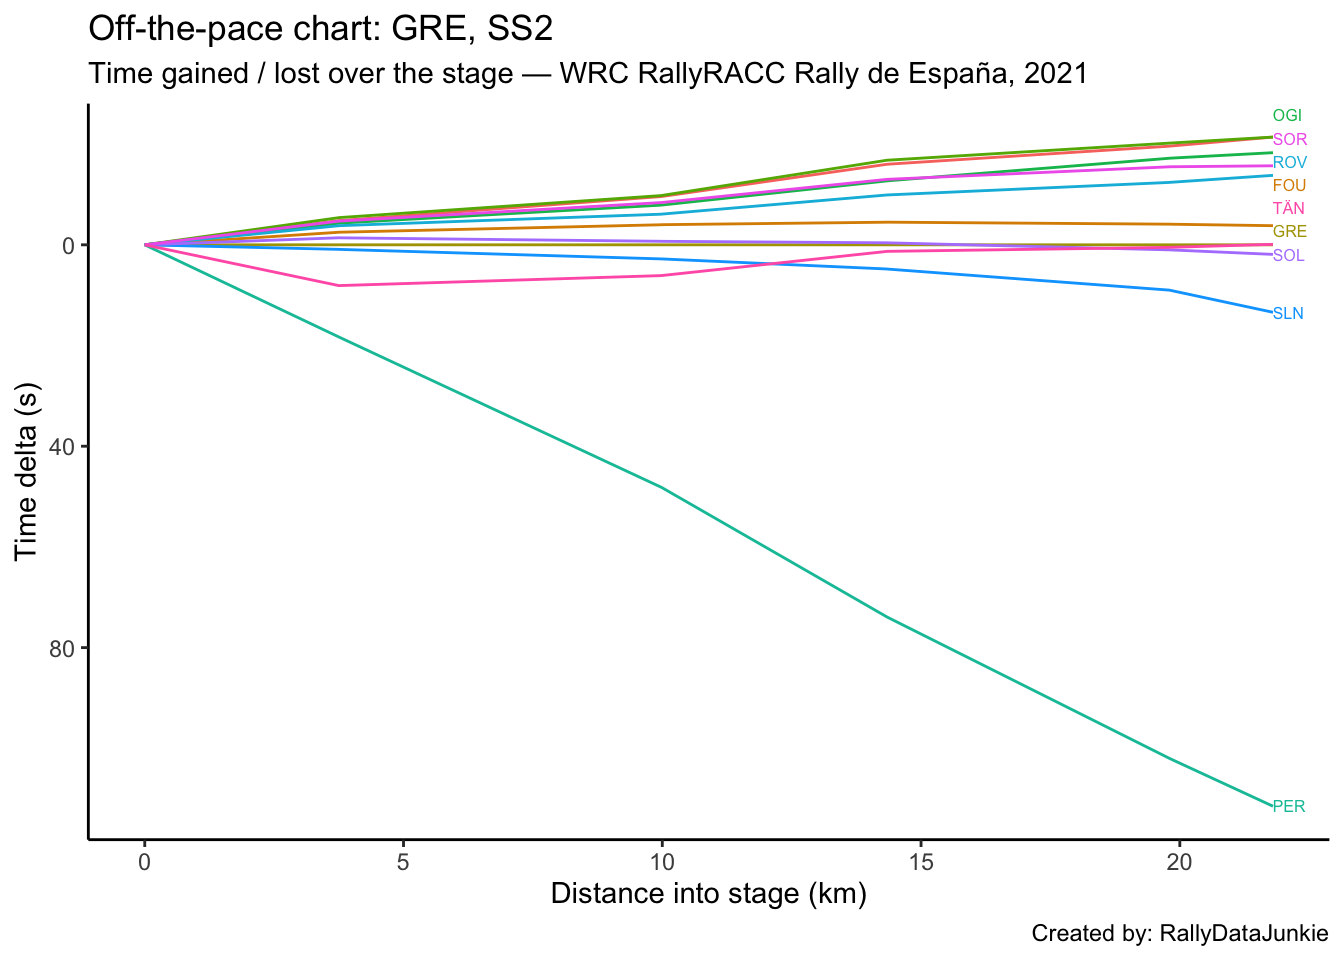 Off-the-pace chart: GRE, SS2
Time gained / lost over the stage — WRC RallyRACC Rally de España, 2021
OGI
SOR
ROV
FOU
TÄN
GRE
SOL
SLN
PER
0
40
80
Time delta (s)
0 5 10 15 20
Distance into stage (km)
Created by: RallyDataJunkie